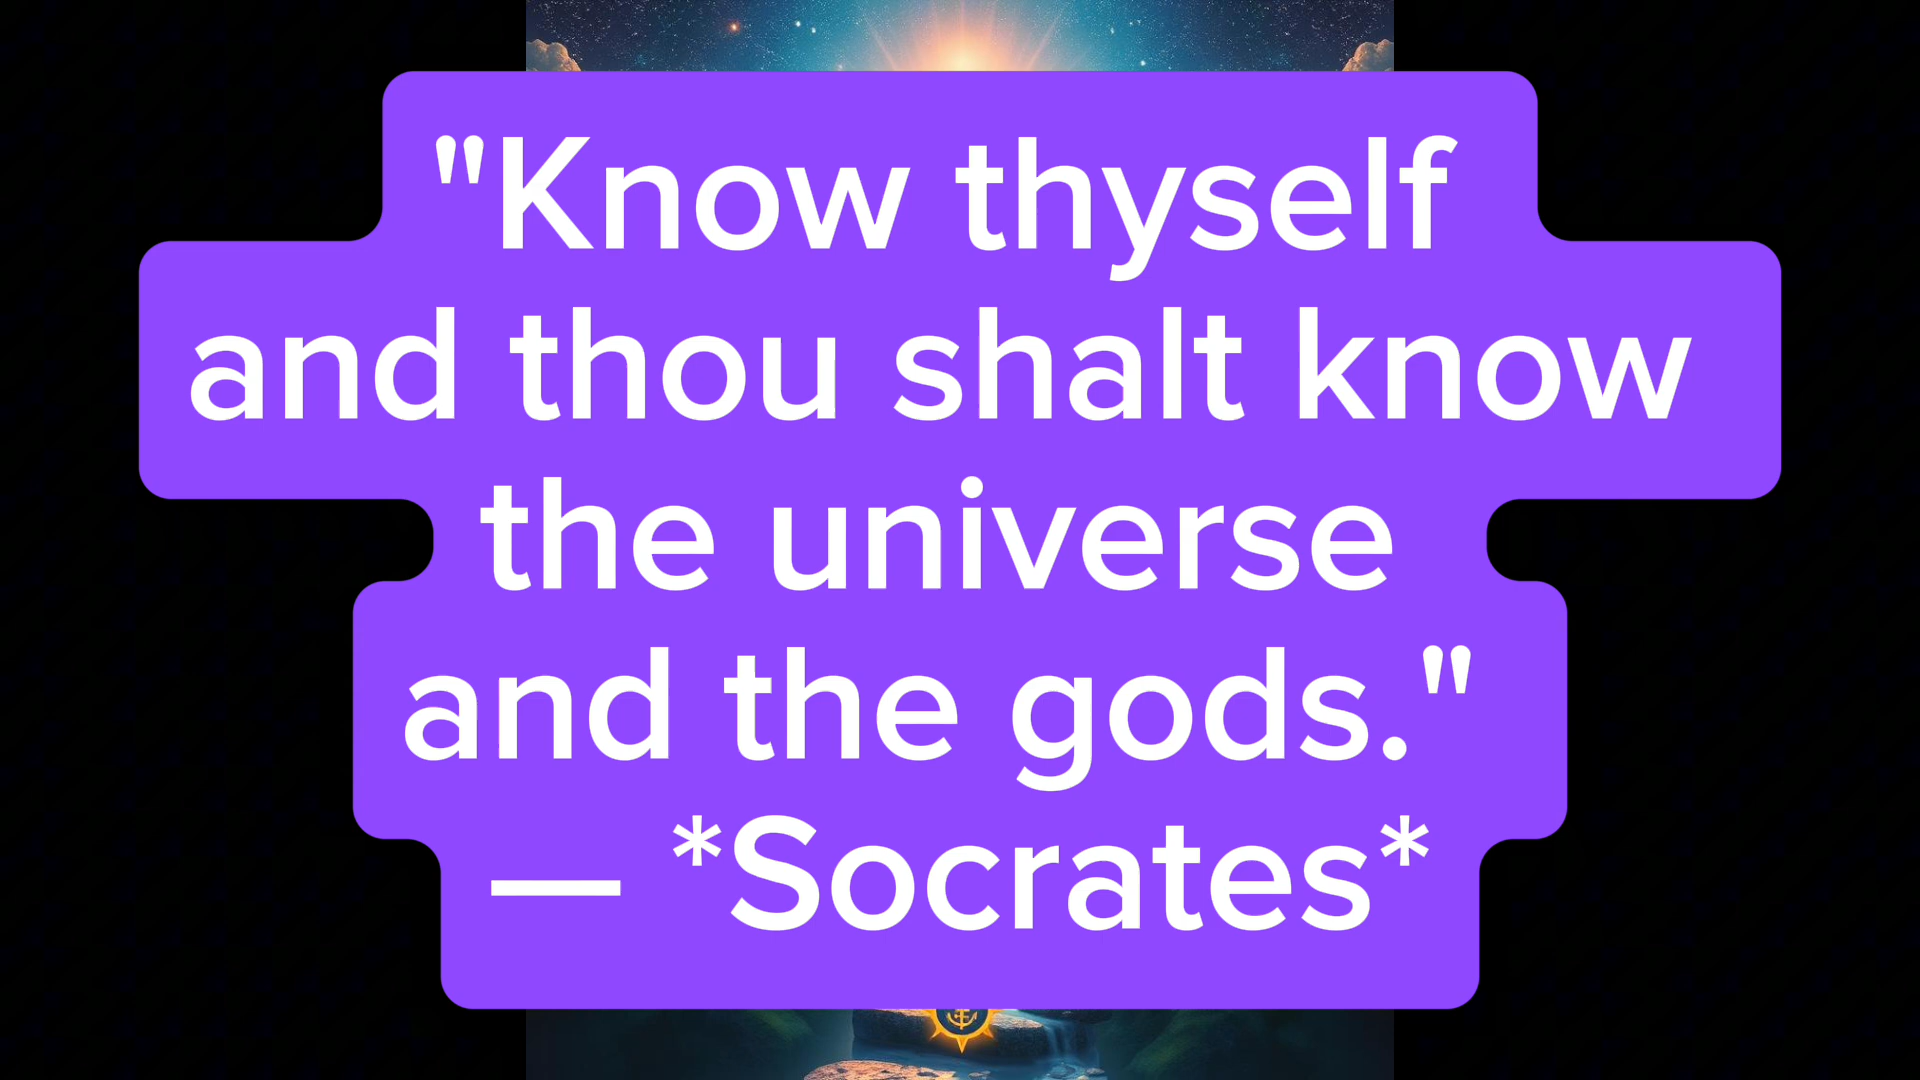 "Know thyself
and thou shalt know
the universe
and the gods."
— *Socrates*